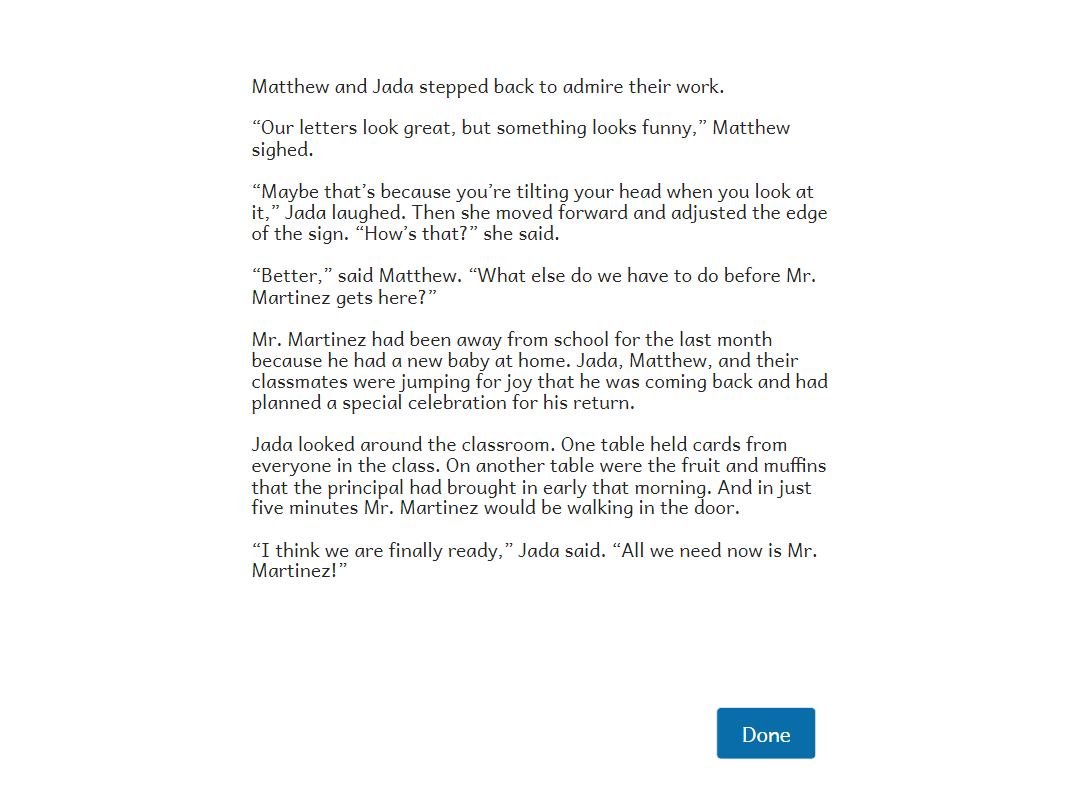 Matthew and Jada stepped back to admire their work.
“Our letters look great, but something looks funny,” Matthew
sighed.
“Maybe that’s because you’re tilting your head when you look at
it,” Jada laughed. Then she moved forward and adjusted the edge
of the sign. “How’s that?” she said.
“Better,” said Matthew. “What else do we have to do before Mr.
Martinez gets here?”
Mr. Martinez had been away from school for the last month
because he had a new baby at home. Jada, Matthew, and their
classmates were jumping for joy that he was coming back and had
planned a special celebration for his return.
Jada looked around the classroom. One table held cards from
everyone in the class. On another table were the fruit and muffins
that the principal had brought in early that morning. And in just
five minutes Mr. Martinez would be walking in the door.
“I think we are finally ready,” Jada said. “All we need now is Mr.
Martinez!”
Done